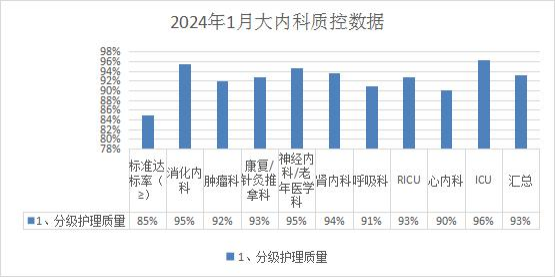 2024年1月大内科质控数据
98%
96%
94%
92%
90%
88%
86%
84%
82%
80%
78%
标准达标率（≥）
消化内科
肿瘤科
康复/针灸推拿科
神经内科/老年医学科
肾内科
呼吸科
RICU
心内科
ICU
汇总
1、分级护理质量 85% 95% 92% 93% 95% 94% 91% 93% 90% 96% 93%
1、分级护理质量